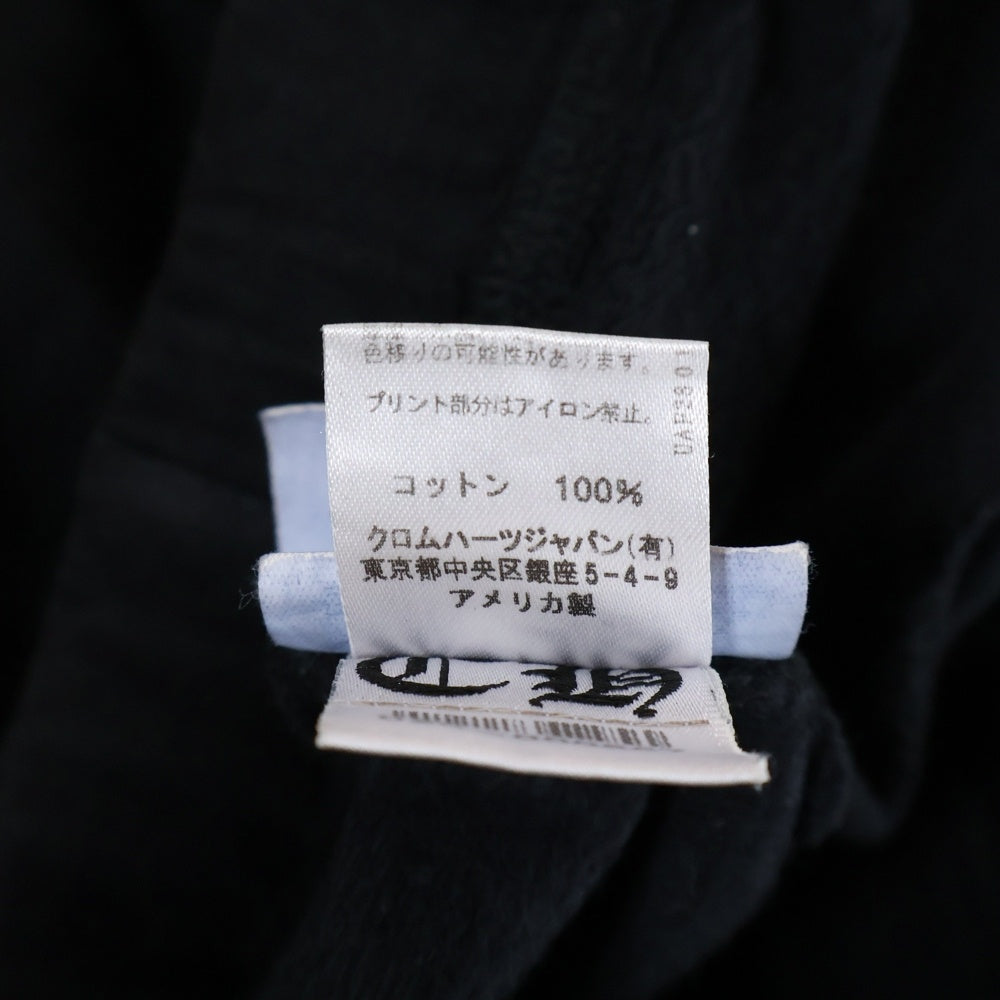 色移りの可能性があります。
プリント部分はアイロン禁止。
コットン 100%
クロムハーツジャパン(有)
東京都中央区銀座5-4-9
アメリカ製